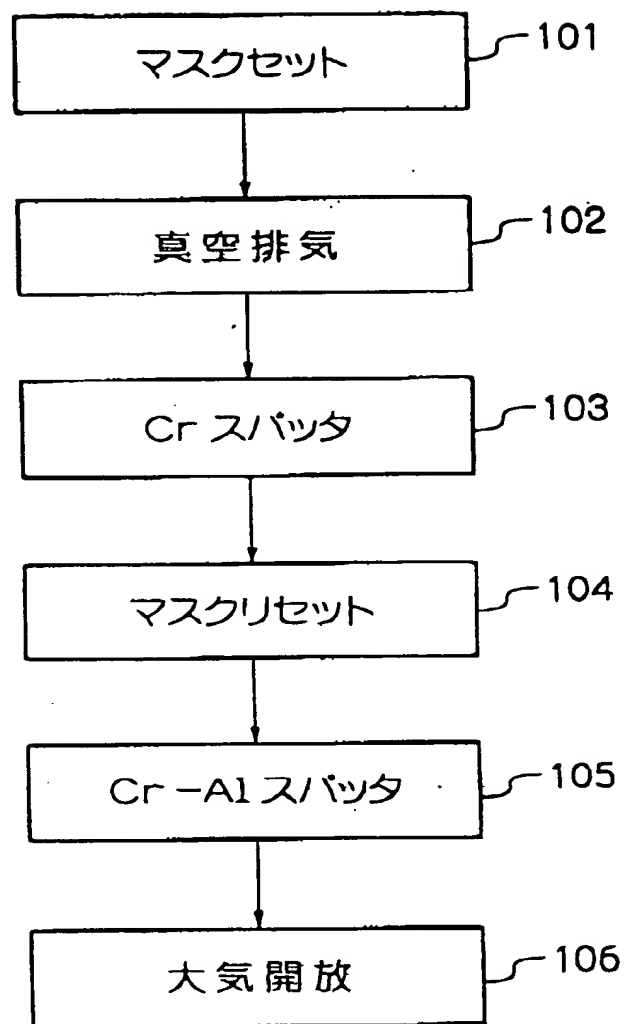 マスクセット 101
真空排気 102
Cr スパッタ 103
マスクリセット 104
Cr-Al スパッタ 105
大気開放 106